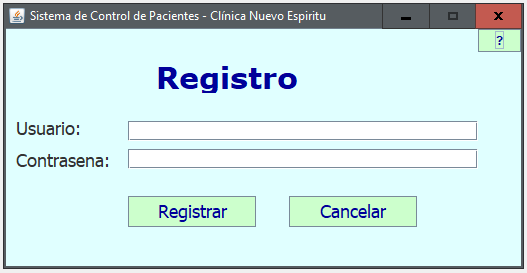 Sistema de Control de Pacientes - Clínica Nuevo Espiritu
?
Registro
Usuario:
Contrasena:
Registrar Cancelar